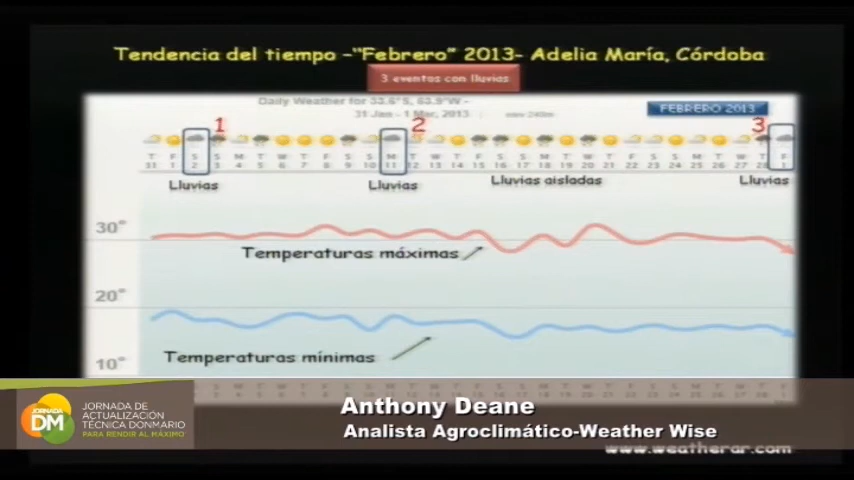 Tendencia del tiempo -"Febrero" 2013- Adelia María, Córdoba
3 eventos con lluvias
Daily Weather for 33.6°S, 63.9°W -
31 Jan - 1 Mar, 2013
FEBRERO 2013
1 2 3
T F S S M T W T F S S M T W T F S S M T W T F S S M T W T F
31 1 2 3 4 5 6 7 8 9 10 11 12 13 14 15 16 17 18 19 20 21 22 23 24 25 26 27 28 1
Lluvias Lluvias Lluvias aisladas Lluvias
30°
Temperaturas máximas
20°
Temperaturas mínimas
10°
JORNADA DM
JORNADA DE
ACTUALIZACIÓN
TÉCNICA DONMARIO
PARA RENDIR AL MÁXIMO
Anthony Deane
Analista Agroclimático-Weather Wise
www.weatherar.com